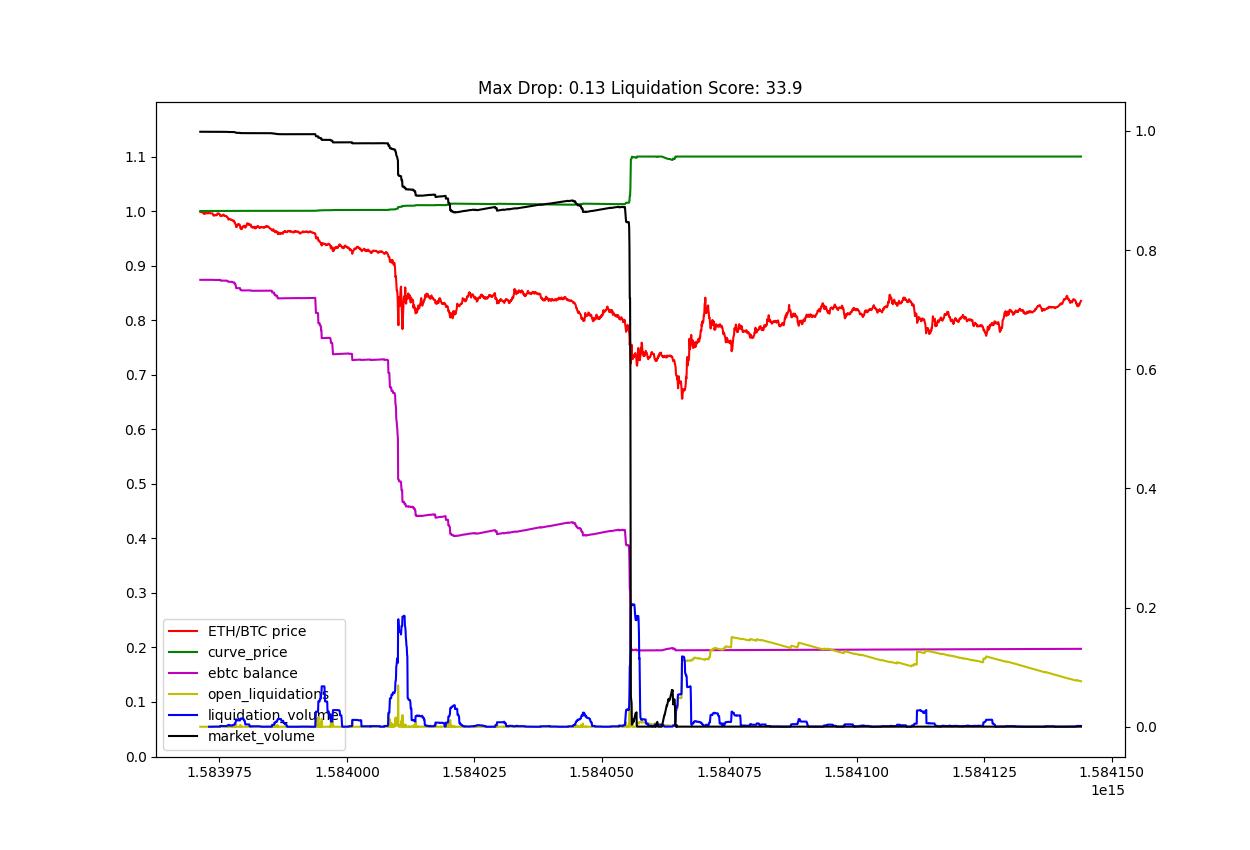 Max Drop: 0.13 Liquidation Score: 33.9
1.1
1.0
0.9
0.8
0.7
0.6
0.5
0.4
0.3
0.2
0.1
0.0
1.0
0.8
0.6
0.4
0.2
0.0
ETH/BTC price
curve_price
ebtc balance
open_liquidations
liquidation_volume
market_volume
1.583975 1.584000 1.584025 1.584050 1.584075 1.584100 1.584125 1.584150
1e15